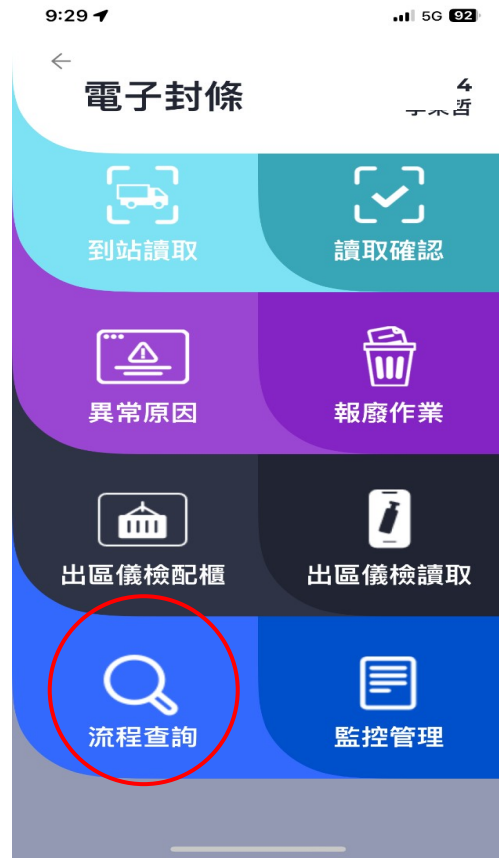 9:29
5G 92
電子封條
4
到站讀取
讀取確認
異常原因
報廢作業
出區儀檢配櫃
出區儀檢讀取
流程查詢
監控管理